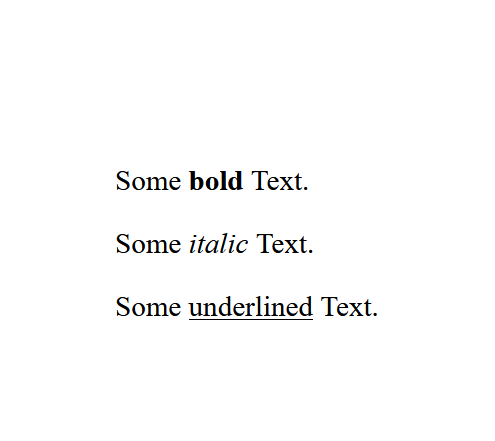 Some bold Text.
Some italic Text.
Some underlined Text.